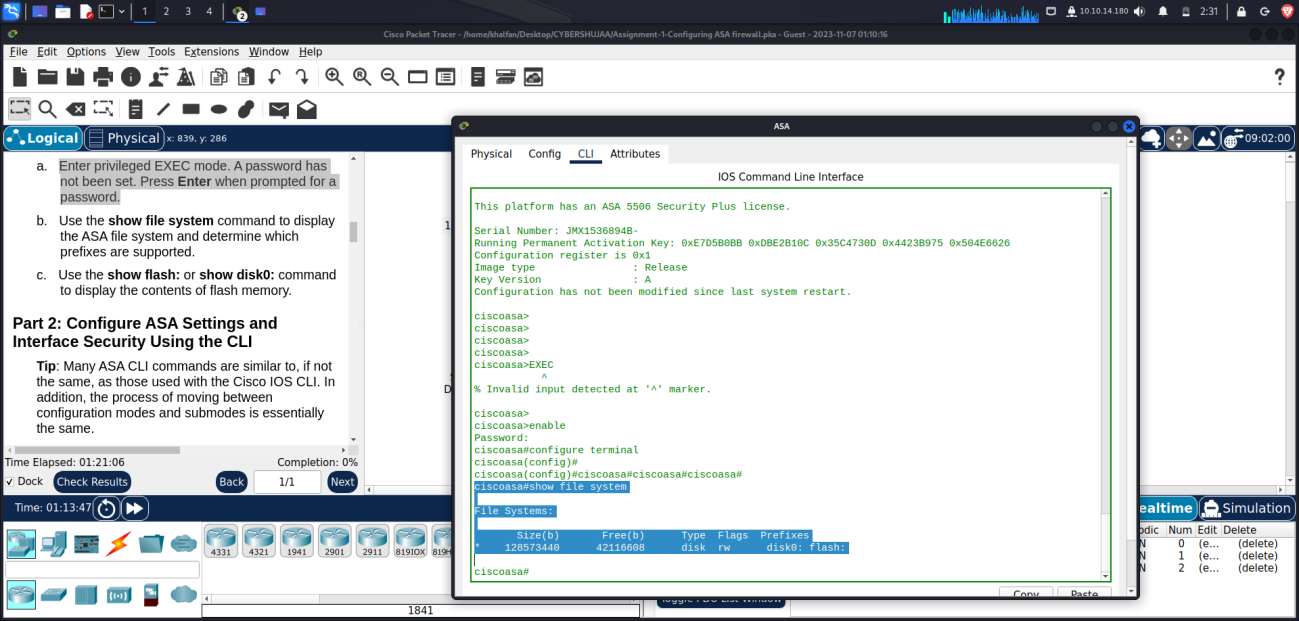 1 2 3 4
2
10.10.14.180
2:31
Cisco Packet Tracer - /home/khalfan/Desktop/CYBERSHUJAA/Assignment-1-Configuring ASA firewall.pka - Guest - 2023-11-07 01:10:16
File Edit Options View Tools Extensions Window Help
?
Logical
Physical
x: 839, y: 286
09:02:00
a. Enter privileged EXEC mode. A password has
not been set. Press Enter when prompted for a
password.
b. Use the show file system command to display
the ASA file system and determine which
prefixes are supported.
c. Use the show flash: or show disk0: command
to display the contents of flash memory.
Part 2: Configure ASA Settings and
Interface Security Using the CLI
Tip: Many ASA CLI commands are similar to, if not
the same, as those used with the Cisco IOS CLI. In
addition, the process of moving between
configuration modes and submodes is essentially
the same.
Time Elapsed: 01:21:06 Completion: 0%
Dock Check Results Back 1/1 Next
1
D
ASA
Physical Config CLI Attributes
IOS Command Line Interface
This platform has an ASA 5506 Security Plus license.
Serial Number: JMX1536894B-
Running Permanent Activation Key: 0xE7D5B0BB 0xDBE2B10C 0x35C4730D 0x4423B975 0x504E6626
Configuration register is 0x1
Image type : Release
Key Version : A
Configuration has not been modified since last system restart.
ciscoasa>
ciscoasa>
ciscoasa>
ciscoasa>
ciscoasa>EXEC
^
% Invalid input detected at '^' marker.
ciscoasa>
ciscoasa>enable
Password:
ciscoasa#configure terminal
ciscoasa(config)#
ciscoasa(config)#ciscoasa#ciscoasa#ciscoasa#
ciscoasa#show file system
File Systems:
Size(b) Free(b) Type Flags Prefixes
* 128573440 42116608 disk rw disk0: flash:
ciscoasa#
Copy Paste
Time: 01:13:47
ealtime
Simulation
4331 4321 1941 2901 2911 819IOX 819H
1841
odic Num Edit Delete
N 0 (e... (delete)
N 1 (e... (delete)
N 2 (e... (delete)
Toggle PDU List Window